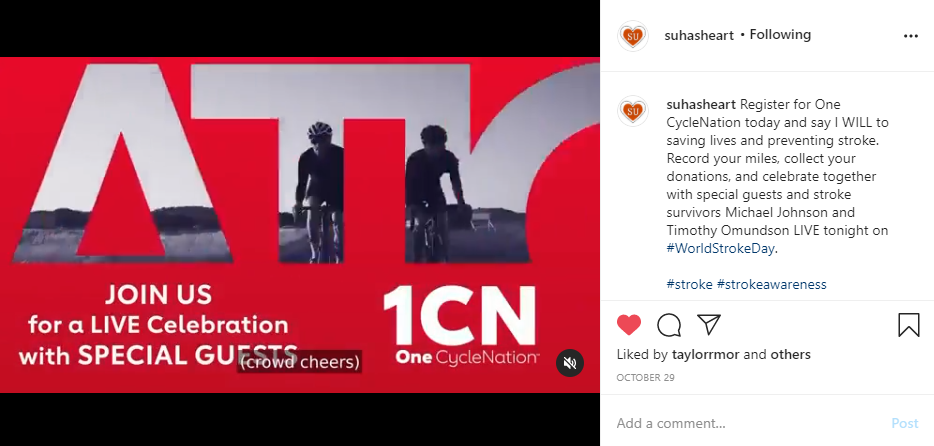 ATIC
JOIN US
for a LIVE Celebration
with SPECIAL GUESTS
(crowd cheers)
1CN
One CycleNation
suhasheart • Following
suhasheart Register for One
CycleNation today and say I WILL to
saving lives and preventing stroke.
Record your miles, collect your
donations, and celebrate together
with special guests and stroke
survivors Michael Johnson and
Timothy Omundson LIVE tonight on
#WorldStrokeDay.
#stroke #strokeawareness
Liked by taylorrmor and others
OCTOBER 29
Add a comment...
Post